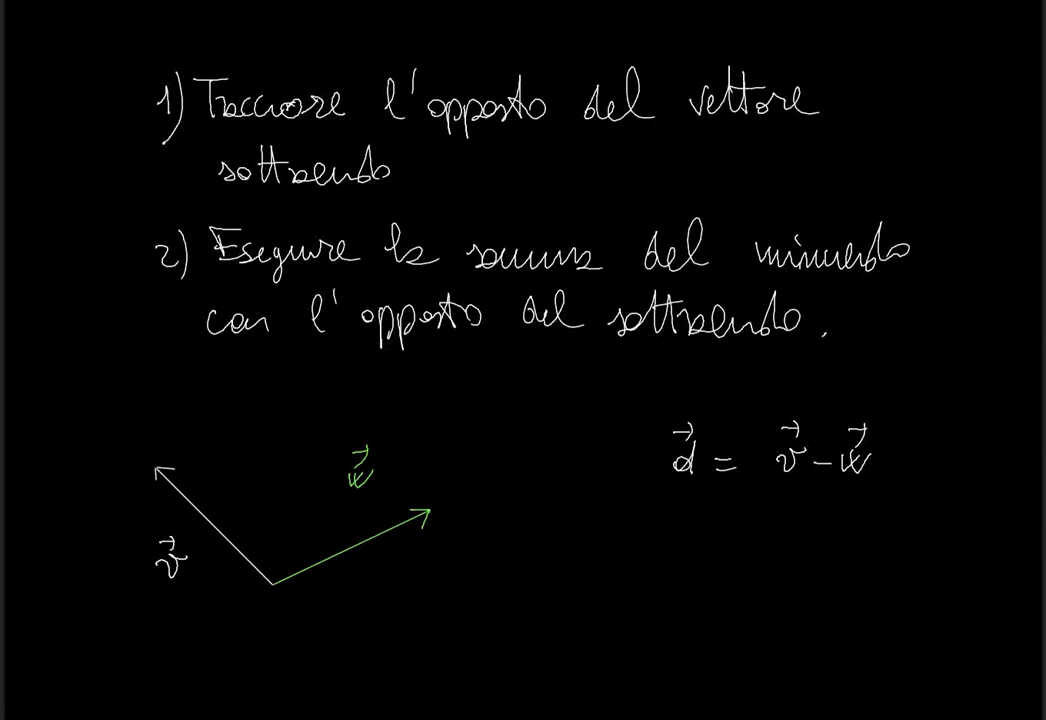 1) Tracciare l'opposto del vettore
sottraendo
2) Eseguire la somma del minuendo
con l'opposto del sottraendo.
w⃗
d⃗ = v⃗ - w⃗
v⃗